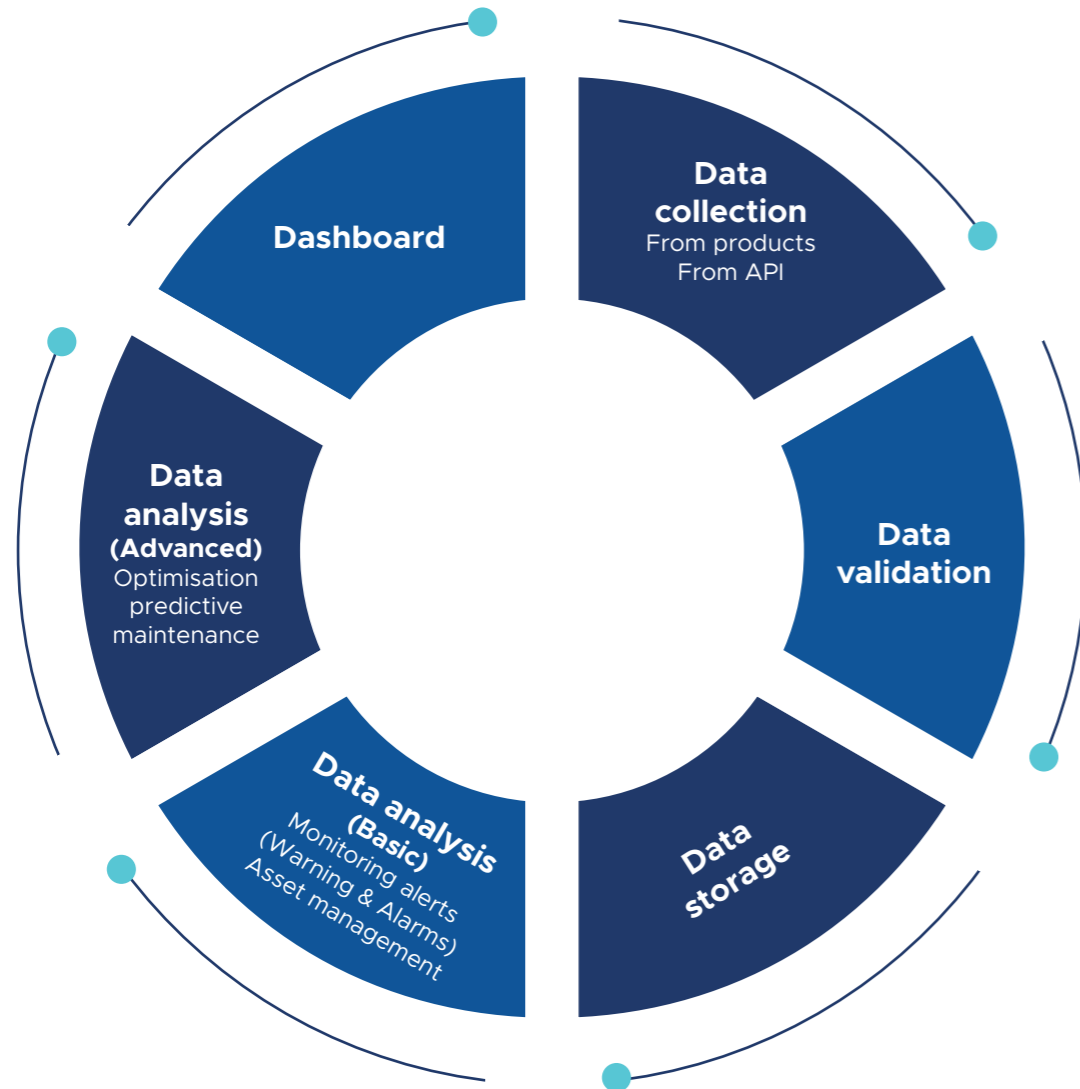 Data
collection
From products
From API
Data
validation
Data
storage
Data analysis
(Basic)
Monitoring alerts
(Warning & Alarms)
Asset management
Data
analysis
(Advanced)
Optimisation
predictive
maintenance
Dashboard